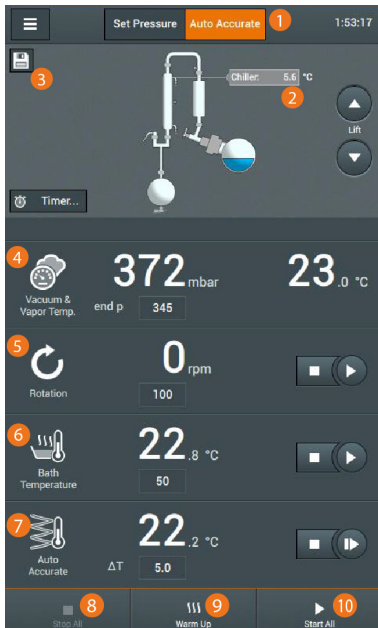 Set Pressure Auto Accurate 1 1:53:17
3
Chiller: 5.6 °C
2
Lift
Timer...
4
372 mbar 23.0 °C
Vacuum &
Vapor Temp.
end p 345
5
0 rpm
Rotation
100
6
22.8 °C
Bath
Temperature
50
7
22.2 °C
Auto
Accurate
ΔT 5.0
8 9 10
Stop All Warm Up Start All